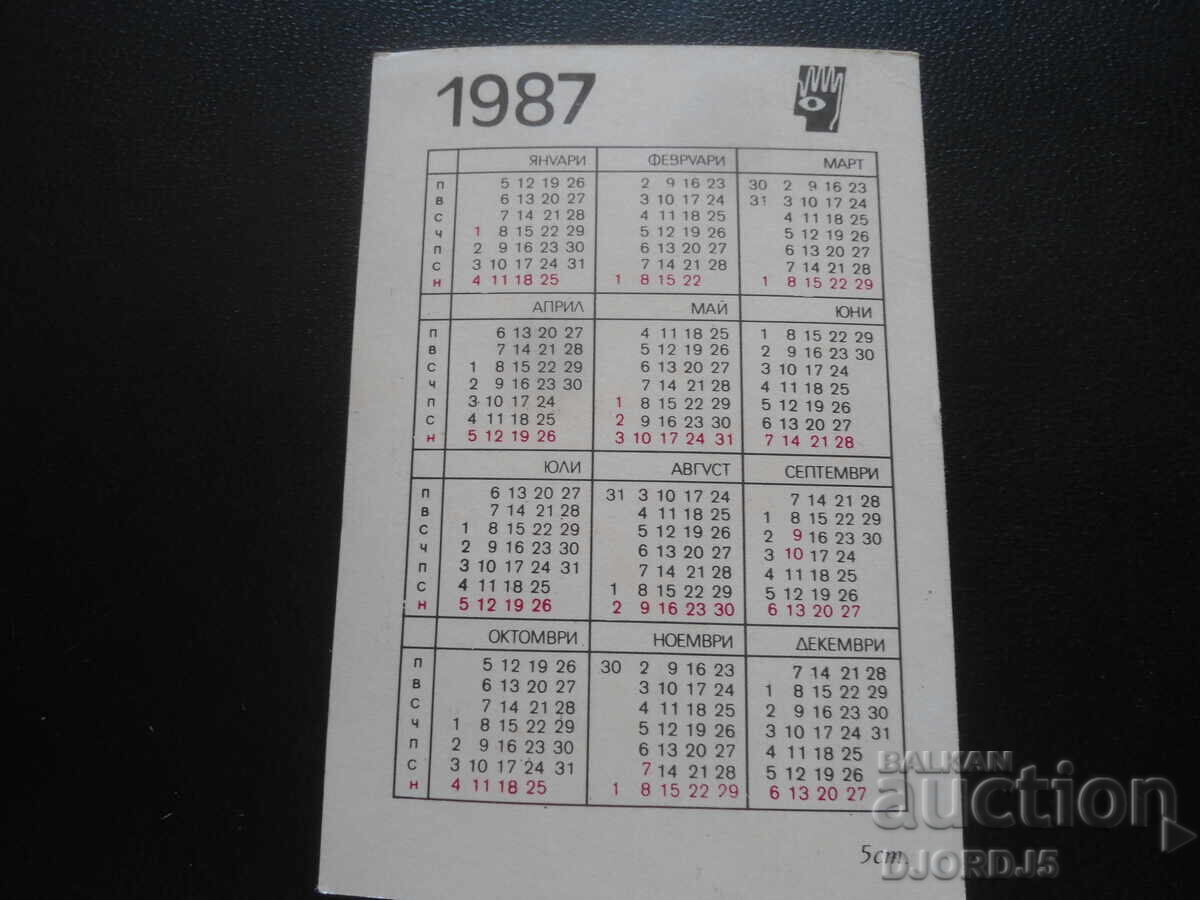 1987
ЯНУАРИ ФЕВРУАРИ МАРТ
П 5 12 19 26 2 9 16 23 30 2 9 16 23
В 6 13 20 27 3 10 17 24 31 3 10 17 24
С 7 14 21 28 4 11 18 25 4 11 18 25
Ч 1 8 15 22 29 5 12 19 26 5 12 19 26
П 2 9 16 23 30 6 13 20 27 6 13 20 27
С 3 10 17 24 31 7 14 21 28 7 14 21 28
Н 4 11 18 25 1 8 15 22 1 8 15 22 29
АПРИЛ МАЙ ЮНИ
П 6 13 20 27 4 11 18 25 1 8 15 22 29
В 7 14 21 28 5 12 19 26 2 9 16 23 30
С 1 8 15 22 29 6 13 20 27 3 10 17 24
Ч 2 9 16 23 30 7 14 21 28 4 11 18 25
П 3 10 17 24 1 8 15 22 29 5 12 19 26
С 4 11 18 25 2 9 16 23 30 6 13 20 27
Н 5 12 19 26 3 10 17 24 31 7 14 21 28
ЮЛИ АВГУСТ СЕПТЕМВРИ
П 6 13 20 27 31 3 10 17 24 7 14 21 28
В 7 14 21 28 4 11 18 25 1 8 15 22 29
С 1 8 15 22 29 5 12 19 26 2 9 16 23 30
Ч 2 9 16 23 30 6 13 20 27 3 10 17 24
П 3 10 17 24 31 7 14 21 28 4 11 18 25
С 4 11 18 25 1 8 15 22 29 5 12 19 26
Н 5 12 19 26 2 9 16 23 30 6 13 20 27
ОКТОМВРИ НОЕМВРИ ДЕКЕМВРИ
П 5 12 19 26 30 2 9 16 23 7 14 21 28
В 6 13 20 27 3 10 17 24 1 8 15 22 29
С 7 14 21 28 4 11 18 25 2 9 16 23 30
Ч 1 8 15 22 29 5 12 19 26 3 10 17 24 31
П 2 9 16 23 30 6 13 20 27 4 11 18 25
С 3 10 17 24 31 7 14 21 28 5 12 19 26
Н 4 11 18 25 1 8 15 22 29 6 13 20 27
5 ст.
BALKAN
auction
DJORDJ5